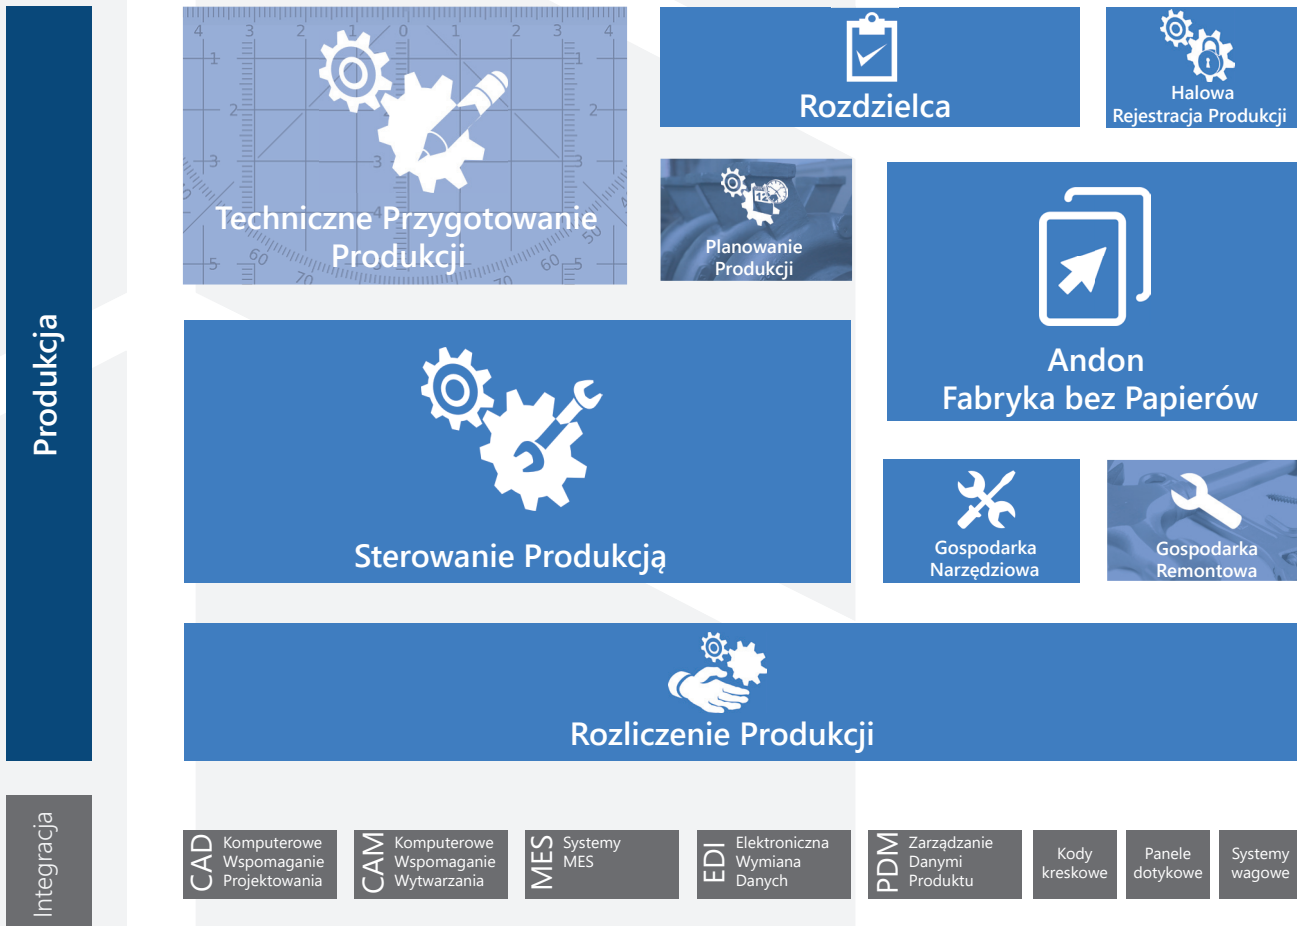 Produkcja
Techniczne Przygotowanie
Produkcji
Rozdzielca
Halowa
Rejestracja Produkcji
Planowanie
Produkcji
Andon
Fabryka bez Papierów
Sterowanie Produkcją
Gospodarka
Narzędziowa
Gospodarka
Remontowa
Rozliczenie Produkcji
Integracja
CAD
Komputerowe
Wspomaganie
Projektowania
CAM
Komputerowe
Wspomaganie
Wytwarzania
MES
Systemy
MES
EDI
Elektroniczna
Wymiana
Danych
PDM
Zarządzanie
Danymi
Produktu
Kody
kreskowe
Panele
dotykowe
Systemy
wagowe